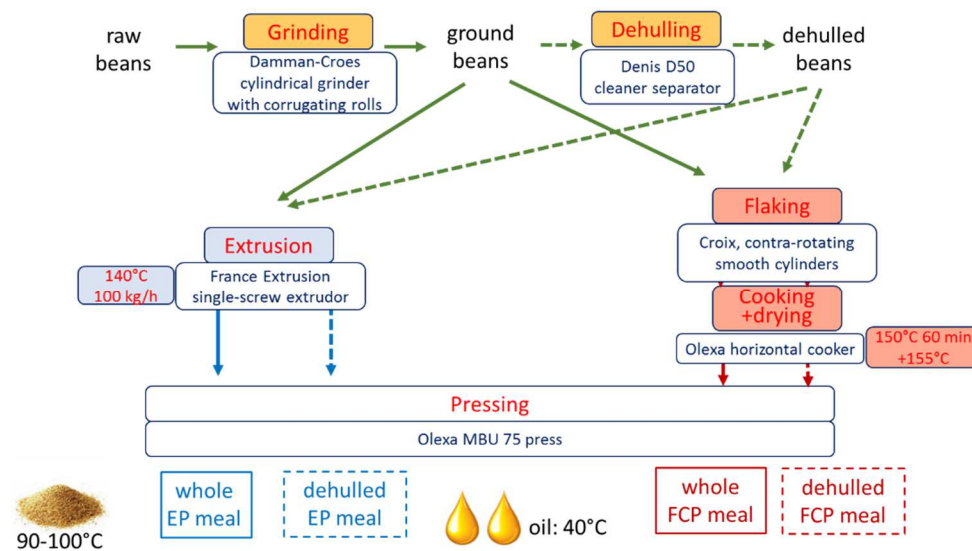 raw
beans
Grinding
Damman-Croes
cylindrical grinder
with corrugating rolls
ground
beans
Dehulling
Denis D50
cleaner separator
dehulled
beans
Extrusion
140°C
100 kg/h
France Extrusion
single-screw extrudor
Flaking
Croix, contra-rotating
smooth cylinders
Cooking
+drying
Olexa horizontal cooker
150°C 60 min
+155°C
Pressing
Olexa MBU 75 press
90-100°C
whole
EP meal
dehulled
EP meal
oil: 40°C
whole
FCP meal
dehulled
FCP meal